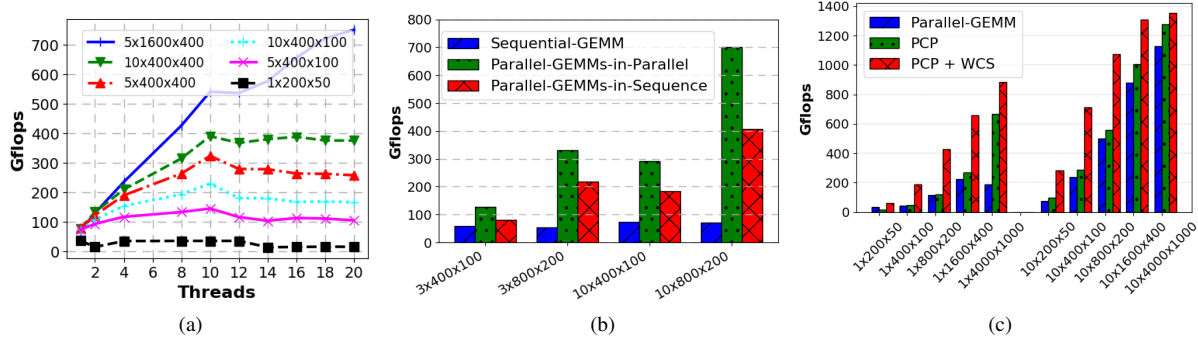 700
600
500
400
300
200
100
0
Gflops
5x1600x400
10x400x400
5x400x400
10x400x100
5x400x100
1x200x50
2 4 6 8 10 12 14 16 18 20
Threads
(a)
800
700
600
500
400
300
200
100
0
Gflops
Sequential-GEMM
Parallel-GEMMs-in-Parallel
Parallel-GEMMs-in-Sequence
3x400x100
3x800x200
10x400x100
10x800x200
(b)
1400
1200
1000
800
600
400
200
0
Gflops
Parallel-GEMM
PCP
PCP + WCS
1x200x50
1x400x100
1x800x200
1x1600x400
1x4000x1000
10x200x50
10x400x100
10x800x200
10x1600x400
10x4000x1000
(c)